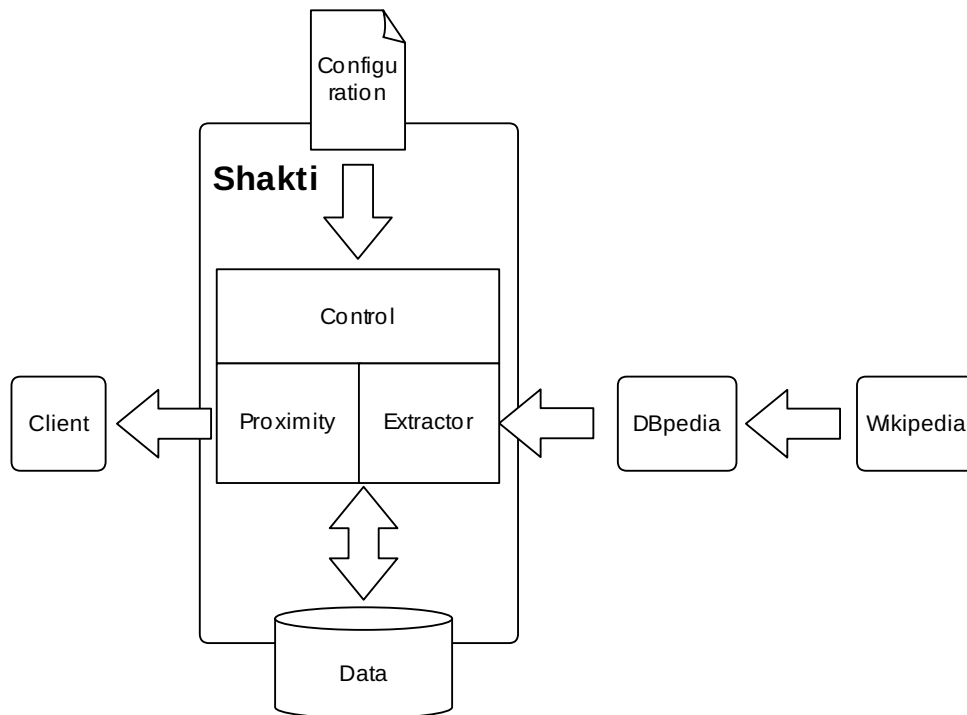 Configu
ration
Shakti
Control
Client
Proximity
Extractor
DBpedia
Wikipedia
Data